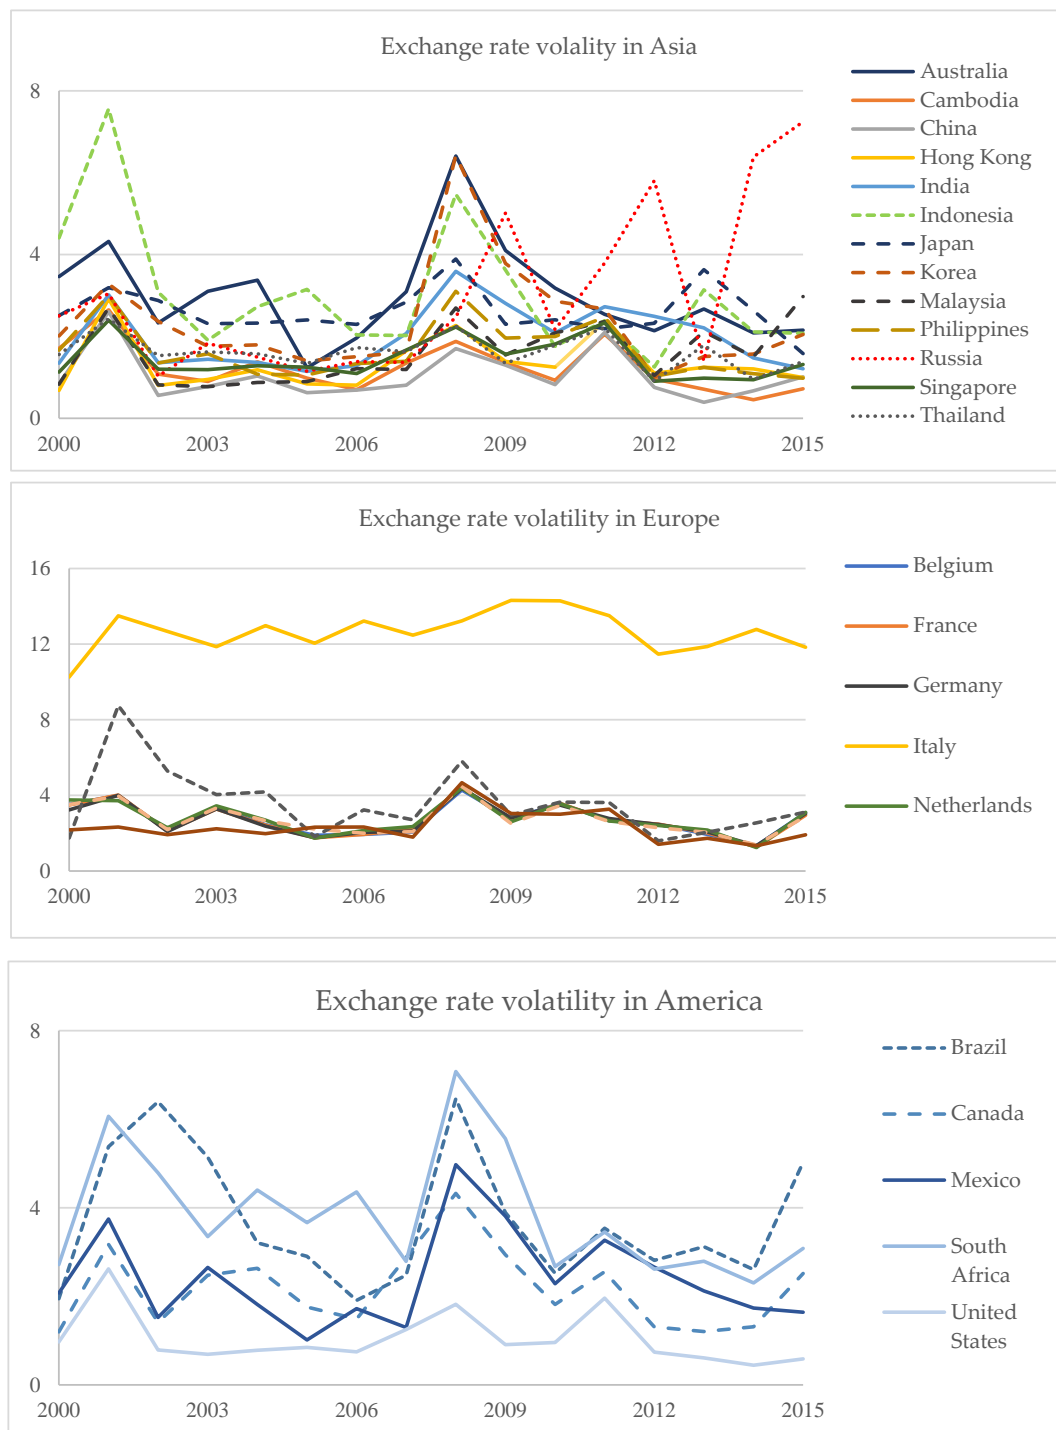 Exchange rate volality in Asia
8
4
0
2000 2003 2006 2009 2012 2015
Australia
Cambodia
China
Hong Kong
India
Indonesia
Japan
Korea
Malaysia
Philippines
Russia
Singapore
Thailand
Exchange rate volatility in Europe
16
12
8
4
0
2000 2003 2006 2009 2012 2015
Belgium
France
Germany
Italy
Netherlands
Exchange rate volatility in America
8
4
0
2000 2003 2006 2009 2012 2015
Brazil
Canada
Mexico
South
Africa
United
States